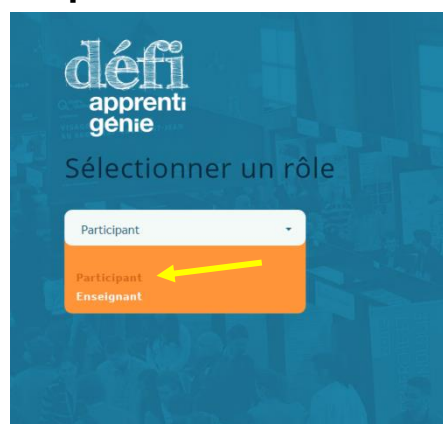 défi
apprenti
génie
Sélectionner un rôle
Participant
Participant
Enseignant